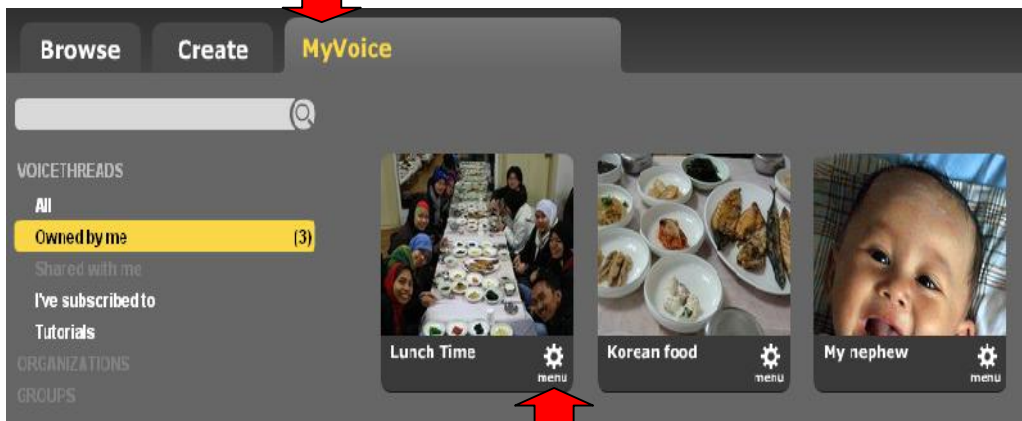 Browse Create MyVoice
VOICETHREADS
All
Owned by me (3)
Shared with me
I've subscribed to
Tutorials
ORGANIZATIONS
GROUPS
Lunch Time menu
Korean food menu
My nephew menu